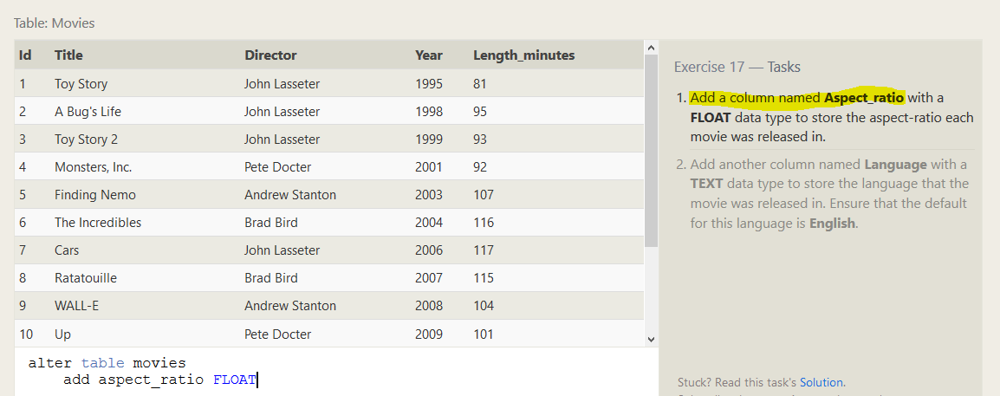 Table: Movies
Id Title Director Year Length_minutes
1 Toy Story John Lasseter 1995 81
2 A Bug's Life John Lasseter 1998 95
3 Toy Story 2 John Lasseter 1999 93
4 Monsters, Inc. Pete Docter 2001 92
5 Finding Nemo Andrew Stanton 2003 107
6 The Incredibles Brad Bird 2004 116
7 Cars John Lasseter 2006 117
8 Ratatouille Brad Bird 2007 115
9 WALL-E Andrew Stanton 2008 104
10 Up Pete Docter 2009 101
alter table movies
add aspect_ratio FLOAT
Exercise 17 — Tasks
1. Add a column named Aspect_ratio with a
FLOAT data type to store the aspect-ratio each
movie was released in.
2. Add another column named Language with a
TEXT data type to store the language that the
movie was released in. Ensure that the default
for this language is English.
Stuck? Read this task's Solution.